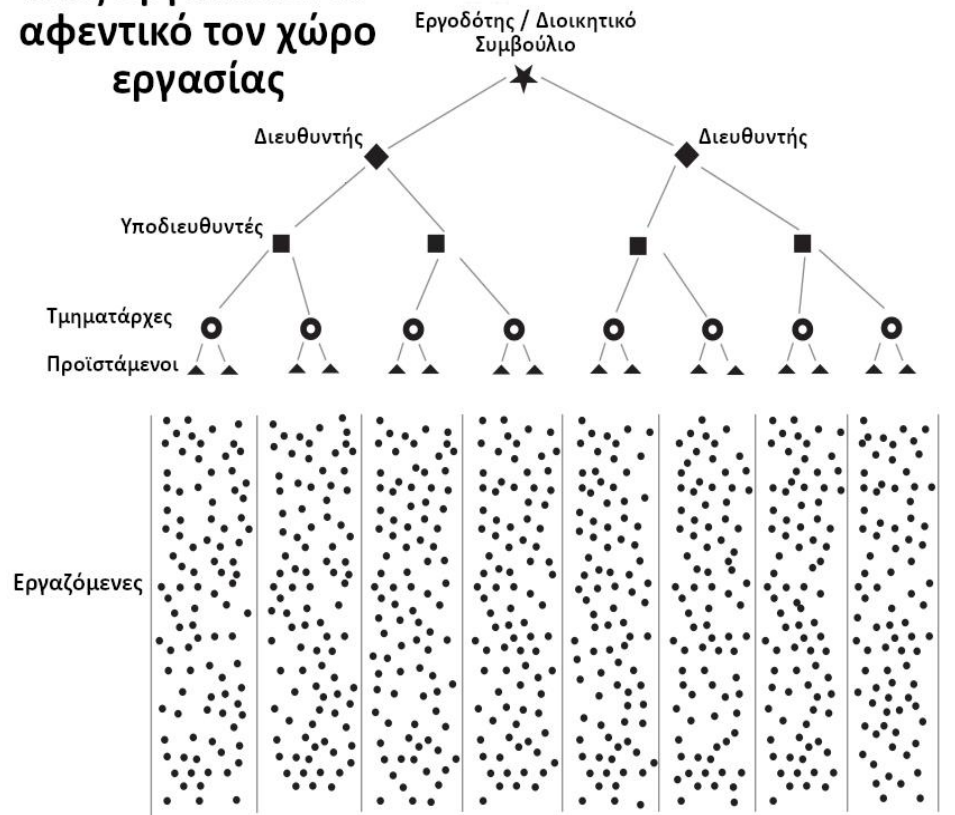 αφεντικό τον χώρο
εργασίας
Εργοδότης / Διοικητικό
Συμβούλιο
Διευθυντής
Διευθυντής
Υποδιευθυντές
Τμηματάρχες
Προϊστάμενοι
Εργαζόμενες